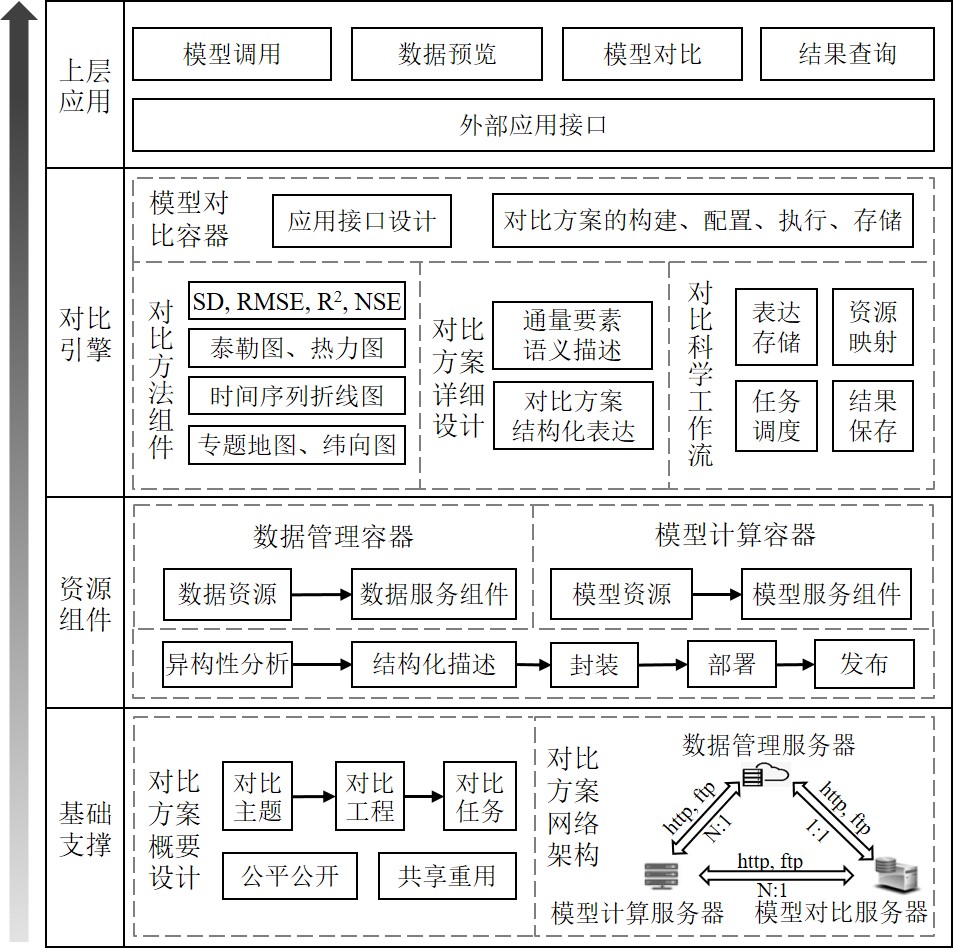 上层
应用
模型调用
数据预览
模型对比
结果查询
外部应用接口
对比
引擎
模型对
比容器
应用接口设计
对比方案的构建、配置、执行、存储
对比方法组件
SD, RMSE, R², NSE
泰勒图、热力图
时间序列折线图
专题地图、纬向图
对比
方案
详细
设计
通量要素
语义描述
对比方案
结构化表达
对比科学工作流
表达
存储
资源
映射
任务
调度
结果
保存
资源
组件
数据管理容器
数据资源
数据服务组件
模型计算容器
模型资源
模型服务组件
异构性分析
结构化描述
封装
部署
发布
基础
支撑
对比
方案
概要
设计
对比
主题
对比
工程
对比
任务
公平公开
共享重用
对比
方案
网络
架构
数据管理服务器
http, ftp
N:1
http, ftp
1:1
http, ftp
N:1
模型计算服务器
模型对比服务器